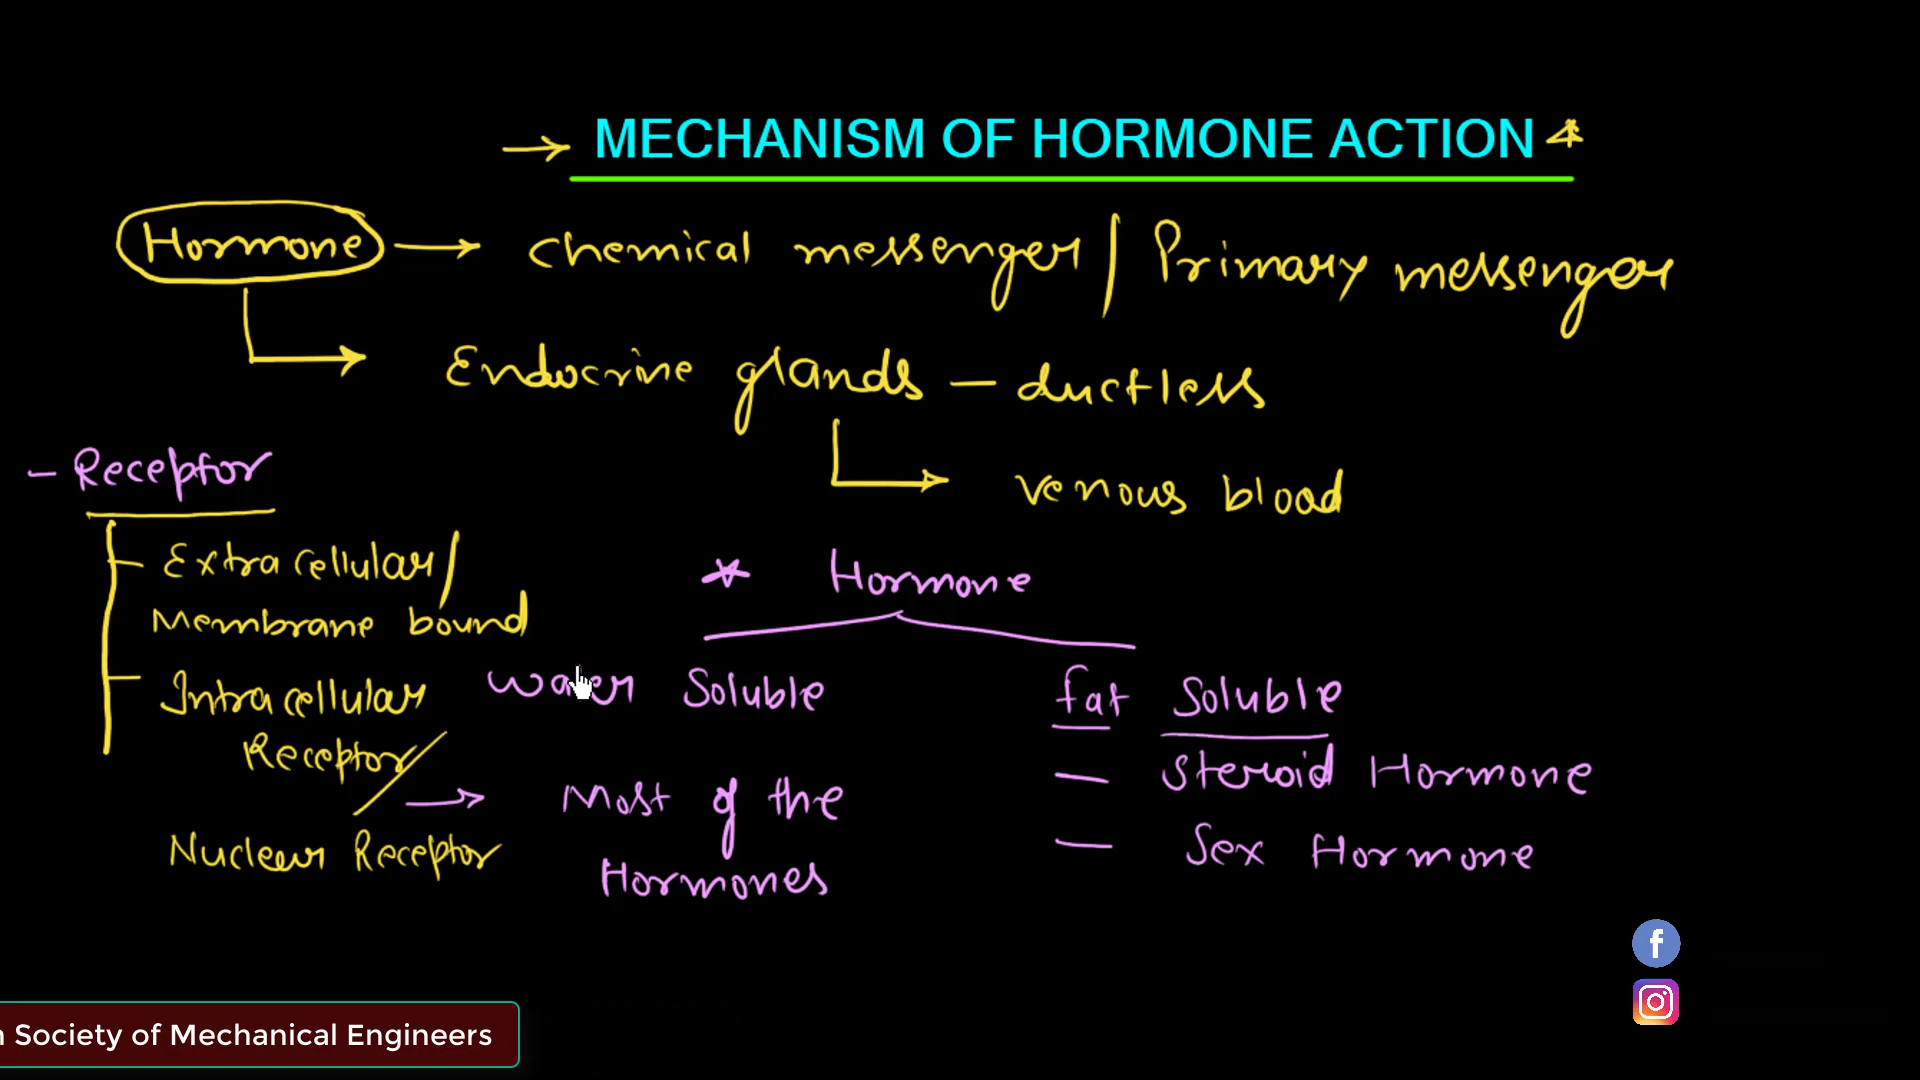 → MECHANISM OF HORMONE ACTION
Hormone → Chemical messenger / Primary messenger
Endocrine glands – ductless
venous blood
- Receptor
Extracellular /
Membrane bound
Intracellular
Receptor /
Nuclear Receptor
* Hormone
Water Soluble
→ Most of the
Hormones
fat Soluble
— Steroid Hormone
— Sex Hormone
f
Society of Mechanical Engineers